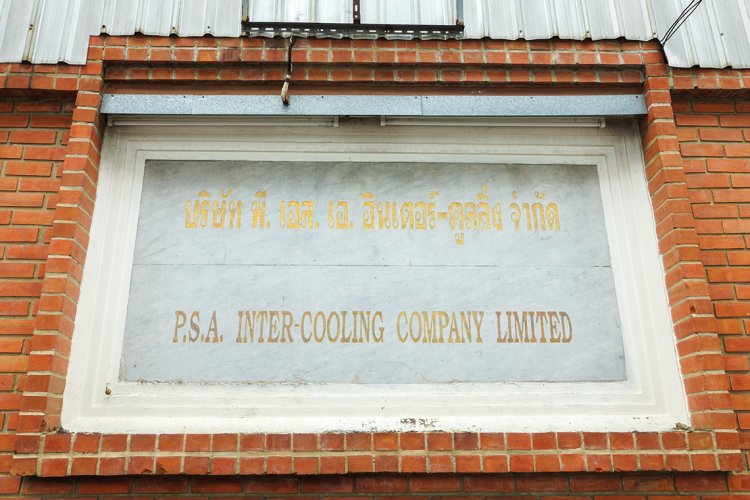 บริษัท พี. เอส. เอ. อินเตอร์-คูลลิ่ง จำกัด
P.S.A. INTER-COOLING COMPANY LIMITED